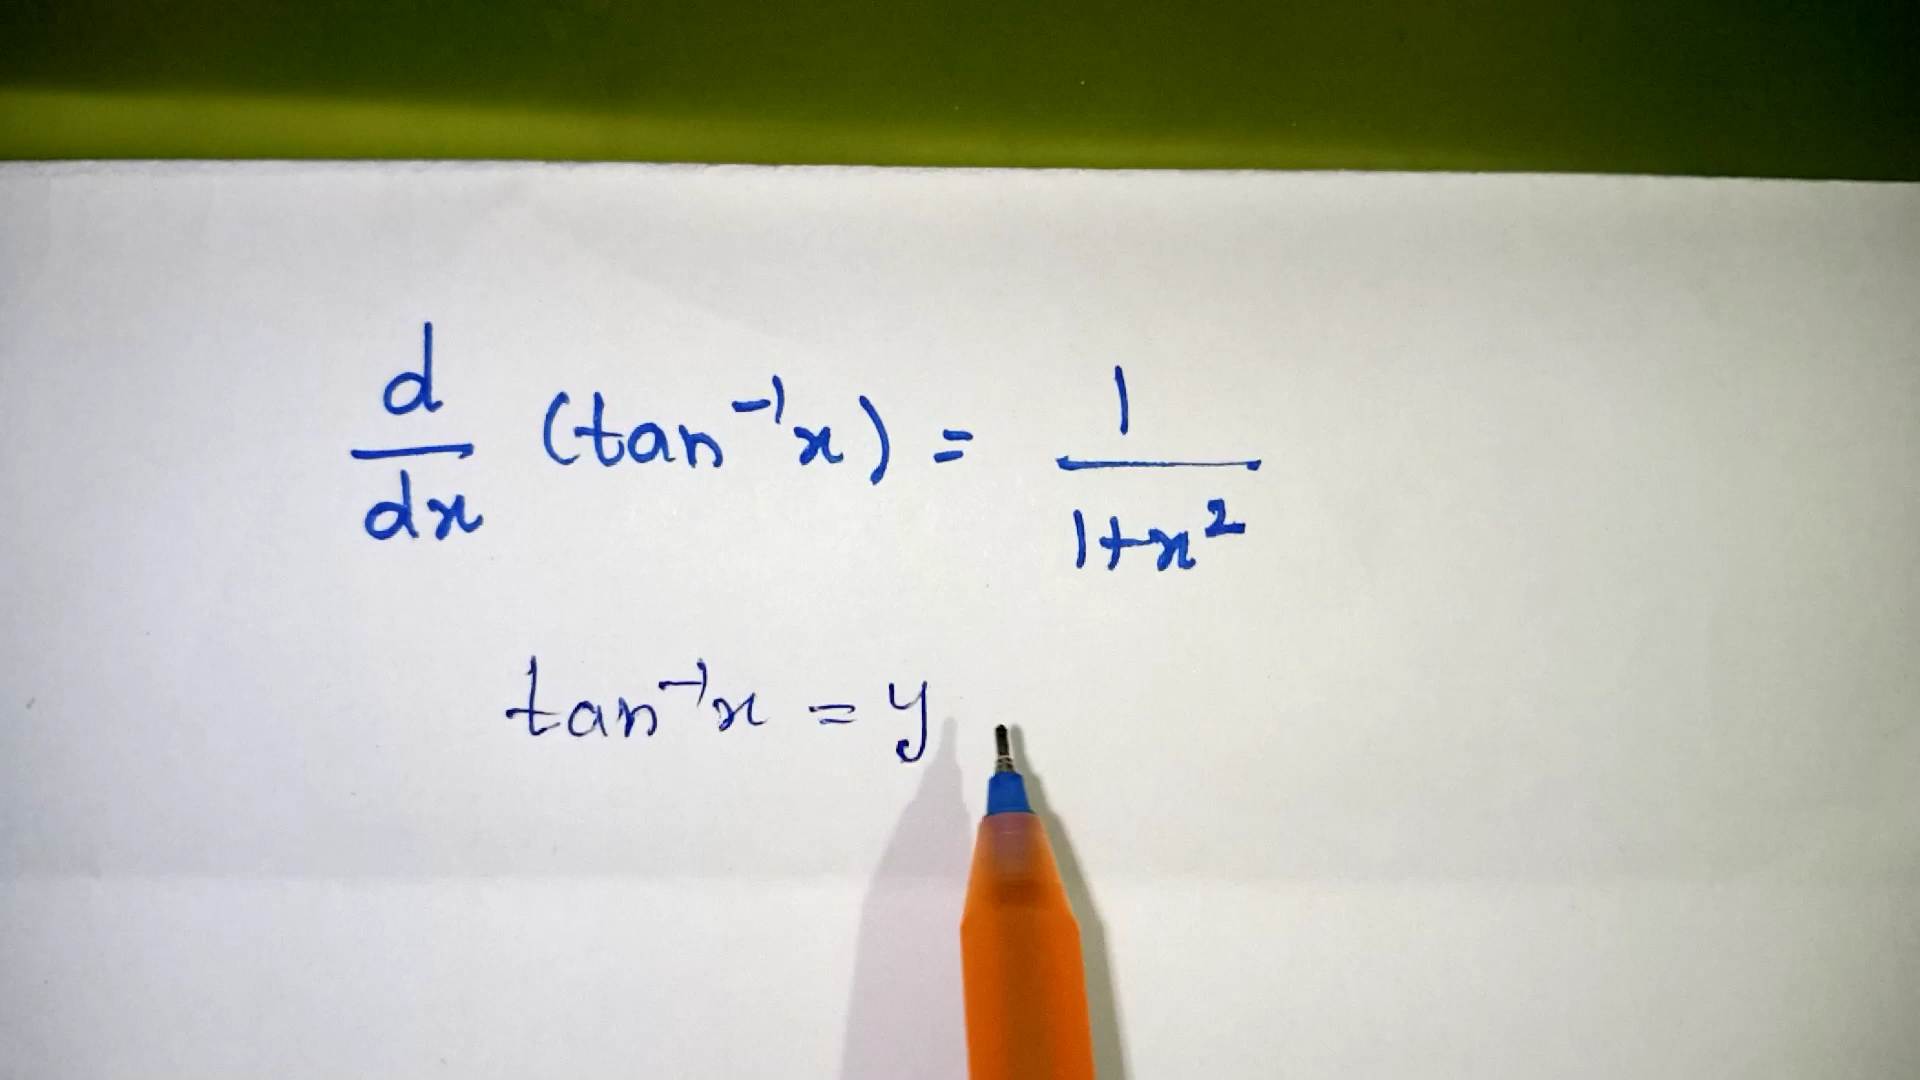 d/dx (tan⁻¹x) = 1/(1+x²)
tan⁻¹x = y